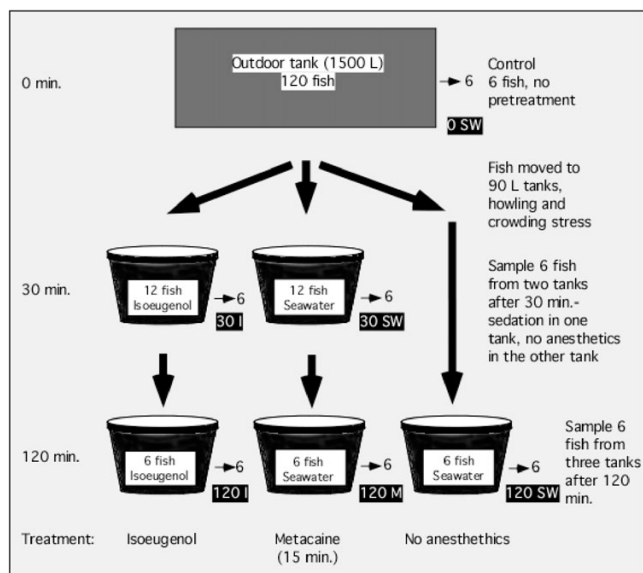 Outdoor tank (1500 L)
120 fish
0 min.
6
Control
6 fish, no
pretreatment
0 SW
Fish moved to
90 L tanks,
howling and
crowding stress
30 min.
12 fish
Isoeugenol
6
30 I
12 fish
Seawater
6
30 SW
Sample 6 fish
from two tanks
after 30 min.-
sedation in one
tank, no anesthetics
in the other tank
120 min.
6 fish
Isoeugenol
6
120 I
6 fish
Seawater
6
120 M
6 fish
Seawater
6
120 SW
Sample 6
fish from
three tanks
after 120
min.
Treatment:
Isoeugenol
Metacaine
(15 min.)
No anesthethics